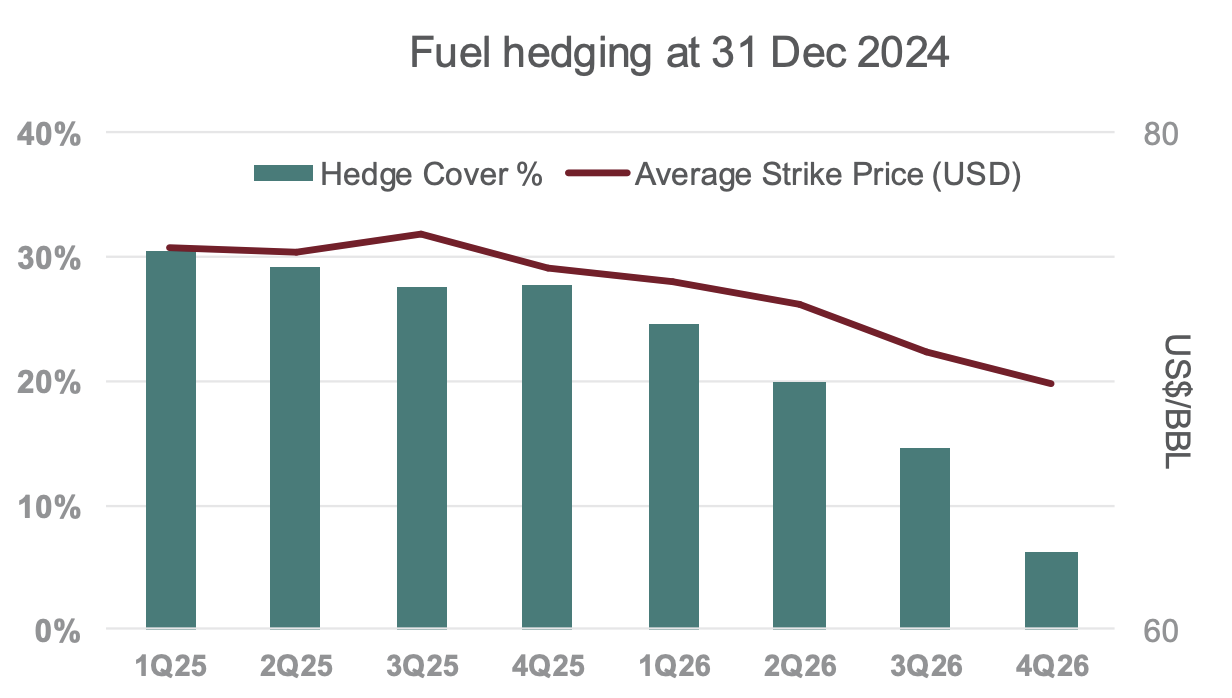 Fuel hedging at 31 Dec 2024
40%
80
Hedge Cover %
Average Strike Price (USD)
30%
20%
US$/BBL
10%
0%
60
1Q25
2Q25
3Q25
4Q25
1Q26
2Q26
3Q26
4Q26